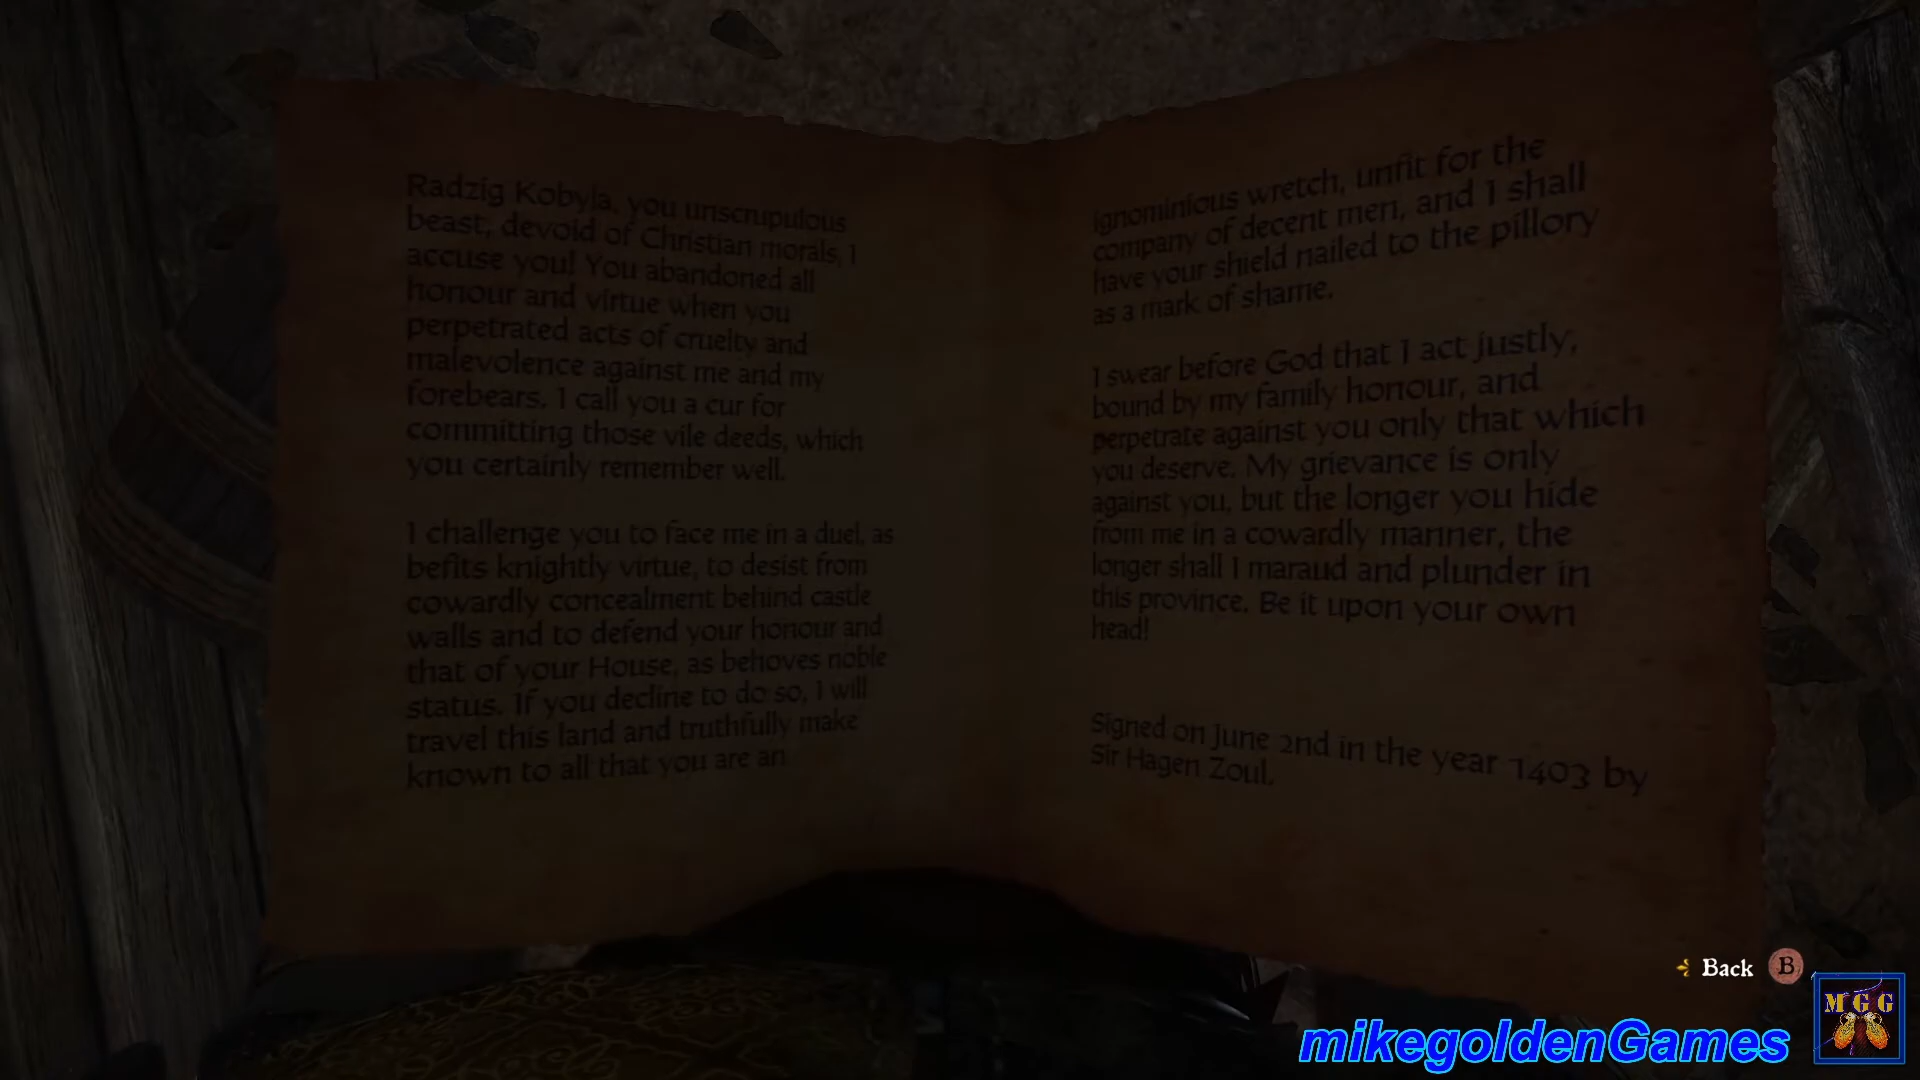 Radzig Kobyla, you unscrupulous
beast, devoid of Christian morals, I
accuse you! You abandoned all
honour and virtue when you
perpetrated acts of cruelty and
malevolence against me and my
forebears. I call you a cur for
committing those vile deeds, which
you certainly remember well.
I challenge you to face me in a duel, as
befits knightly virtue, to desist from
cowardly concealment behind castle
walls and to defend your honour and
that of your House, as behoves noble
status. If you decline to do so, I will
travel this land and truthfully make
known to all that you are an
ignominious wretch, unfit for the
company of decent men, and I shall
have your shield nailed to the pillory
as a mark of shame.
I swear before God that I act justly,
bound by my family honour, and
perpetrate against you only that which
you deserve. My grievance is only
against you, but the longer you hide
from me in a cowardly manner, the
longer shall I maraud and plunder in
this province. Be it upon your own
head!
Signed on June 2nd in the year 1403 by
Sir Hagen Zoul.
Back B
MGG
mikegoldenGames